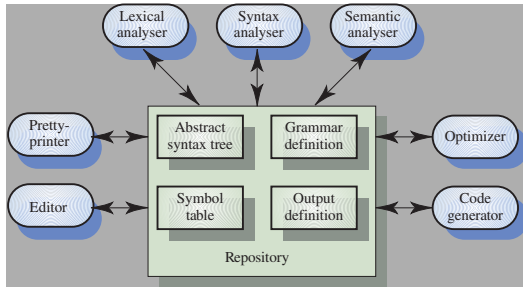 Lexical
analyser
Syntax
analyser
Semantic
analyser
Pretty-
printer
Abstract
syntax tree
Grammar
definition
Optimizer
Editor
Symbol
table
Output
definition
Code
generator
Repository